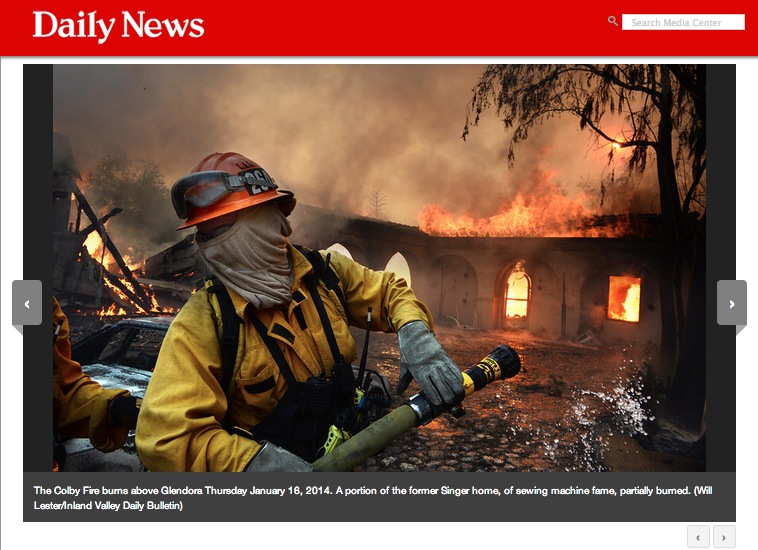 Daily News
Search Media Center
26
The Colby Fire burns above Glendora Thursday January 16, 2014. A portion of the former Singer home, of sewing machine fame, partially burned. (Will
Lester/Inland Valley Daily Bulletin)